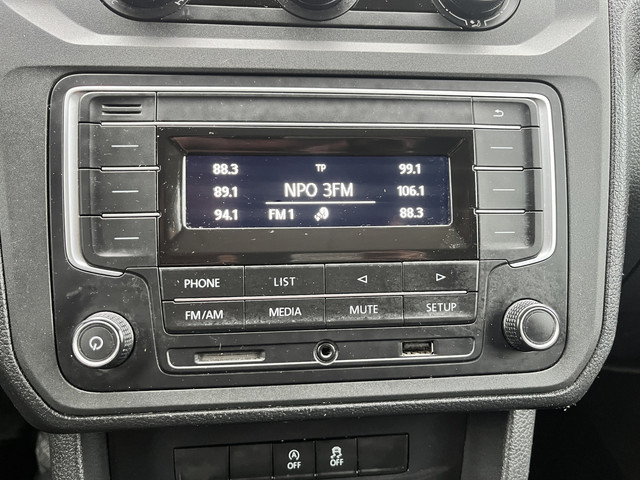 88.3 TP 99.1
89.1 NPO 3FM 106.1
94.1 FM 1 88.3
PHONE LIST
FM/AM MEDIA MUTE SETUP
OFF OFF